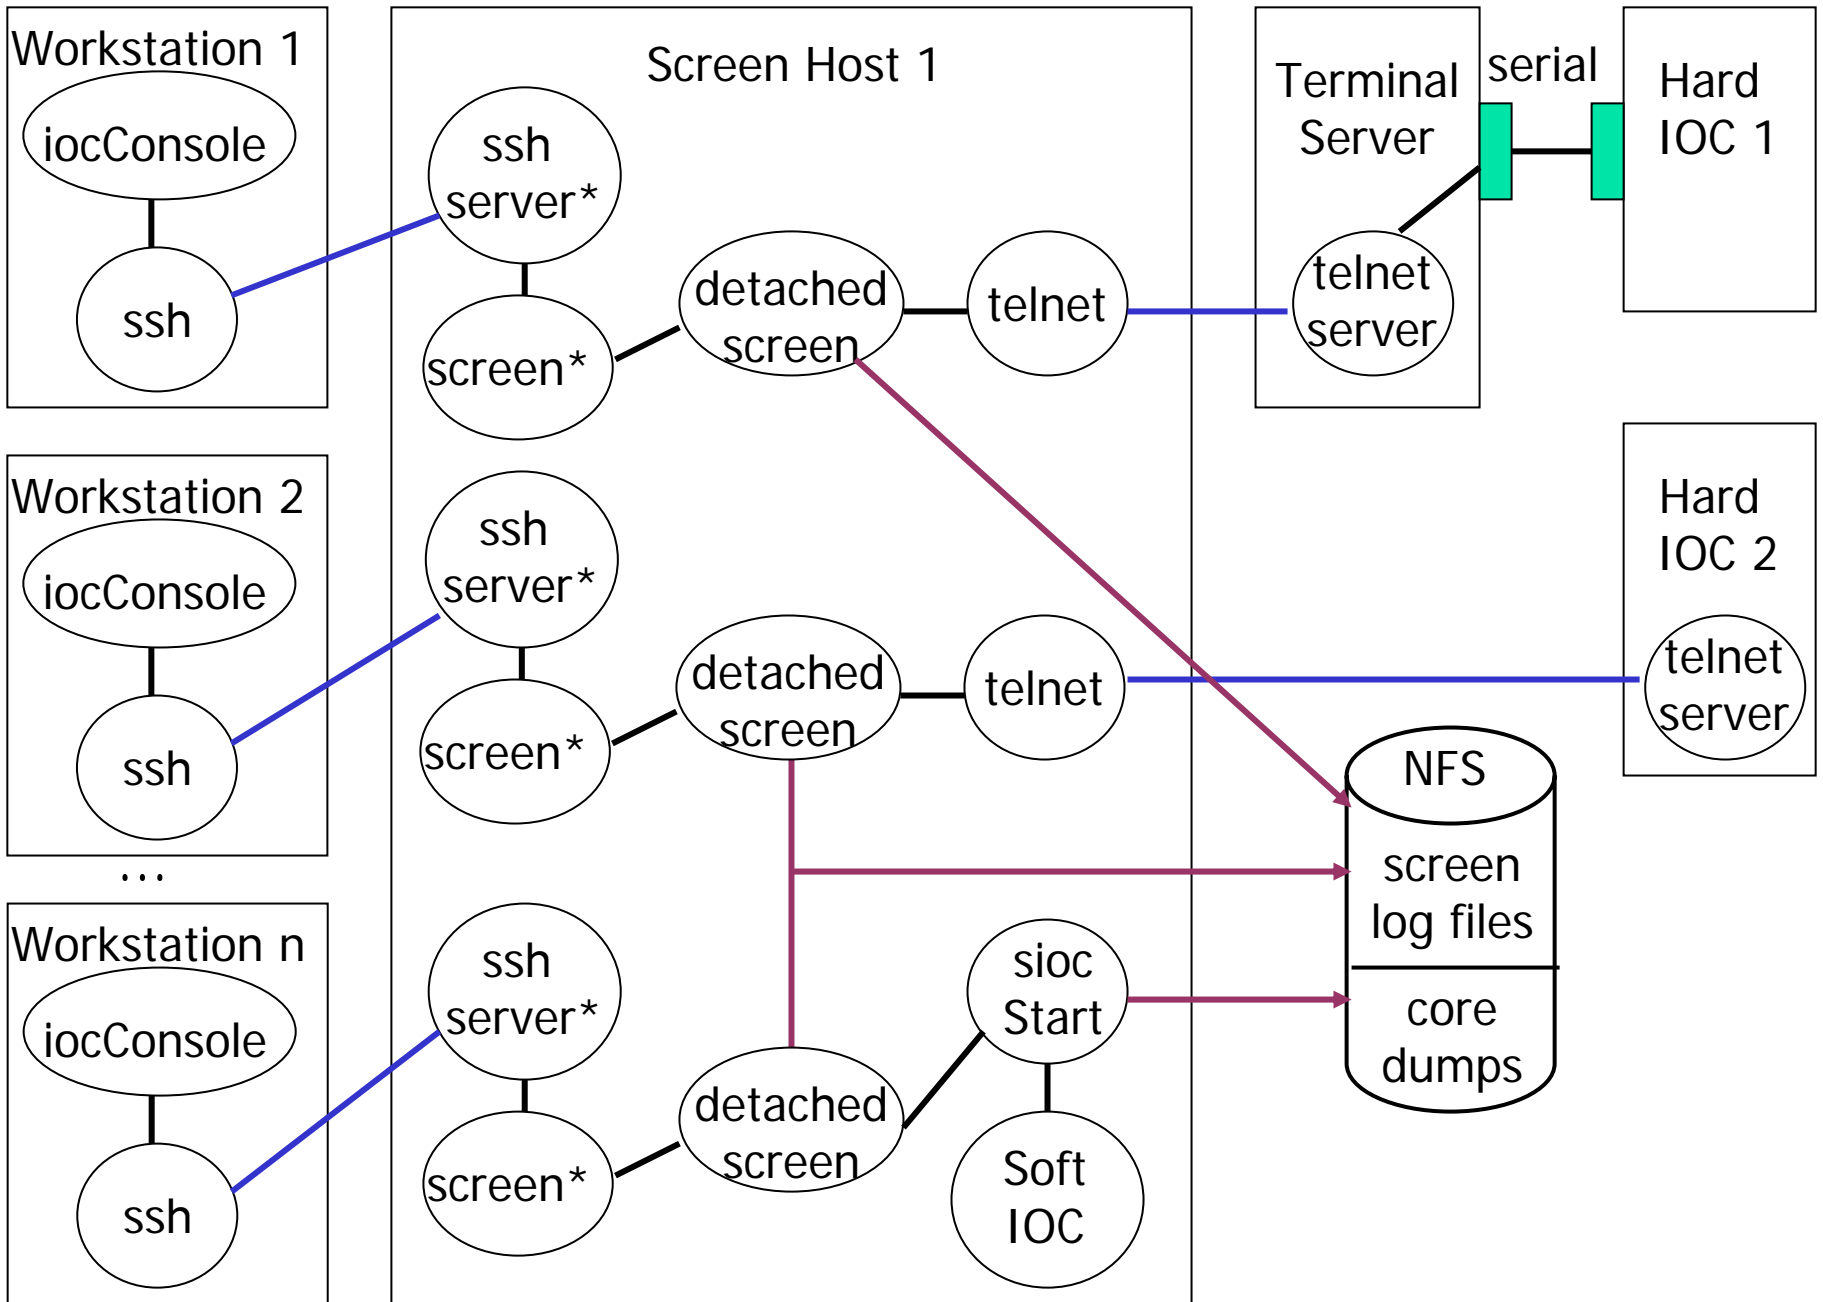 Workstation 1
iocConsole
ssh
Workstation 2
iocConsole
ssh
...
Workstation n
iocConsole
ssh
Screen Host 1
ssh
server*
screen*
detached
screen
telnet
ssh
server*
screen*
detached
screen
telnet
ssh
server*
screen*
detached
screen
sioc
Start
Soft
IOC
Terminal
Server
telnet
server
serial
Hard
IOC 1
Hard
IOC 2
telnet
server
NFS
screen
log files
core
dumps